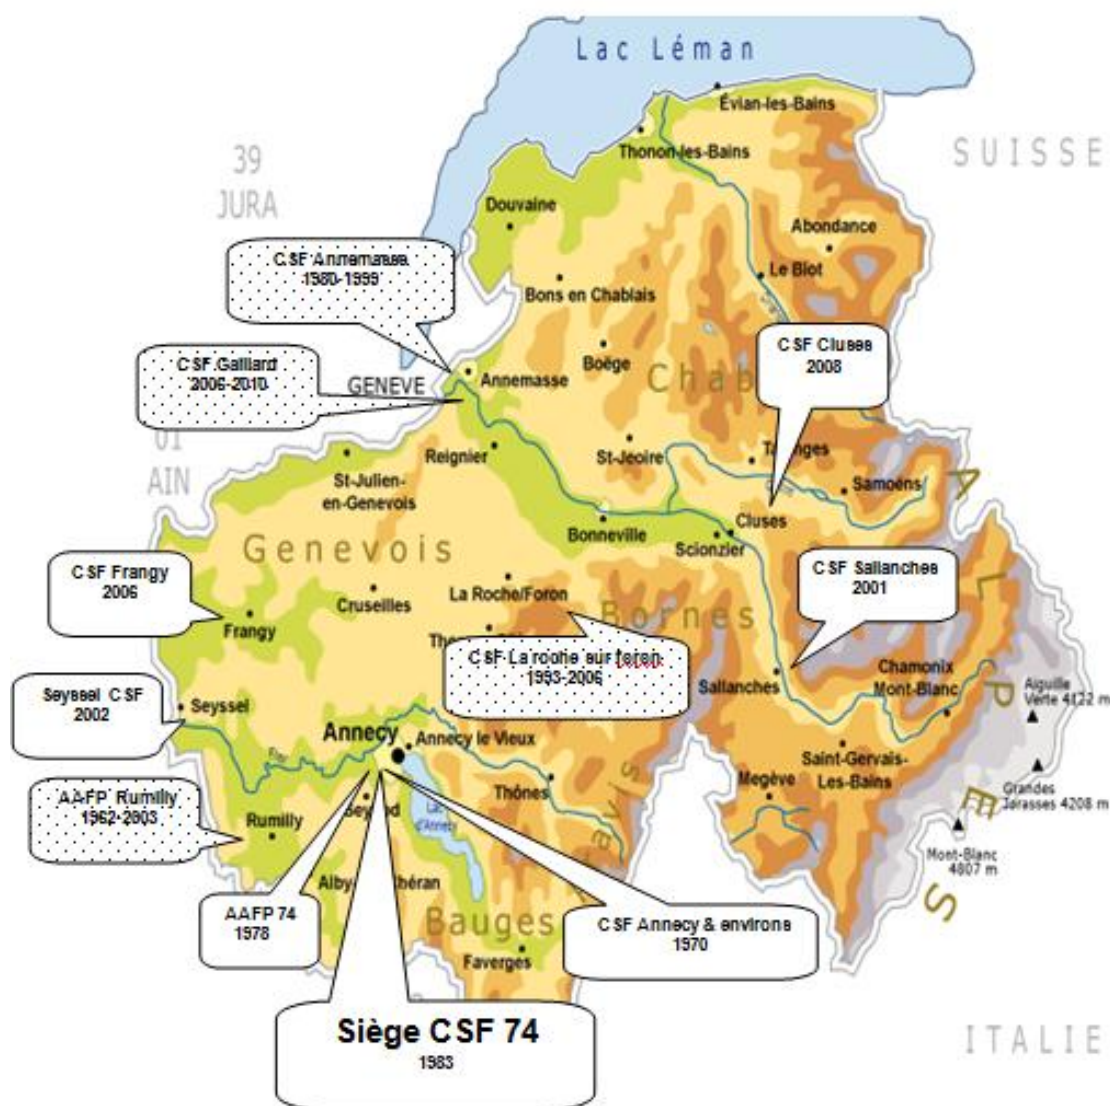 Lac Léman
Évian-les-Bains
SUISSE
39
JURA
Thonon-les-Bains
Douvaine
Abondance
Le Biot
CSF Annemasse
1980-1999
Bons en Chablais
CSF Cluses
2008
CSF Gaillard
2006-2010
Boëge
GENEVE
Annemasse
Chab
01
AIN
Reignier
St-Jeoire
Samoëns
St-Julien-
en-Genevois
Bonneville
Cluses
Scionzier
Genevois
CSF Frangy
2006
CSF Sallanches
2001
Cruseilles
La Roche/Foron
Bornes
Frangy
CSF La roche sur foron
1993-2006
Sallanches
Chamonix
Mont-Blanc
Aiguille
Verte 4122 m
Seyssel CSF
2002
Seyssel
Annecy
Annecy le Vieux
Saint-Gervais-
Les-Bains
Megève
Thônes
Grandes
Jorasses 4208 m
AAFP Rumilly
1962-2003
Rumilly
Lac
d'Annecy
Mont-Blanc
4807 m
ALPES
AAFP 74
1978
CSF Annecy & environs
1970
Bauges
Faverges
Siège CSF 74
1983
ITALIE